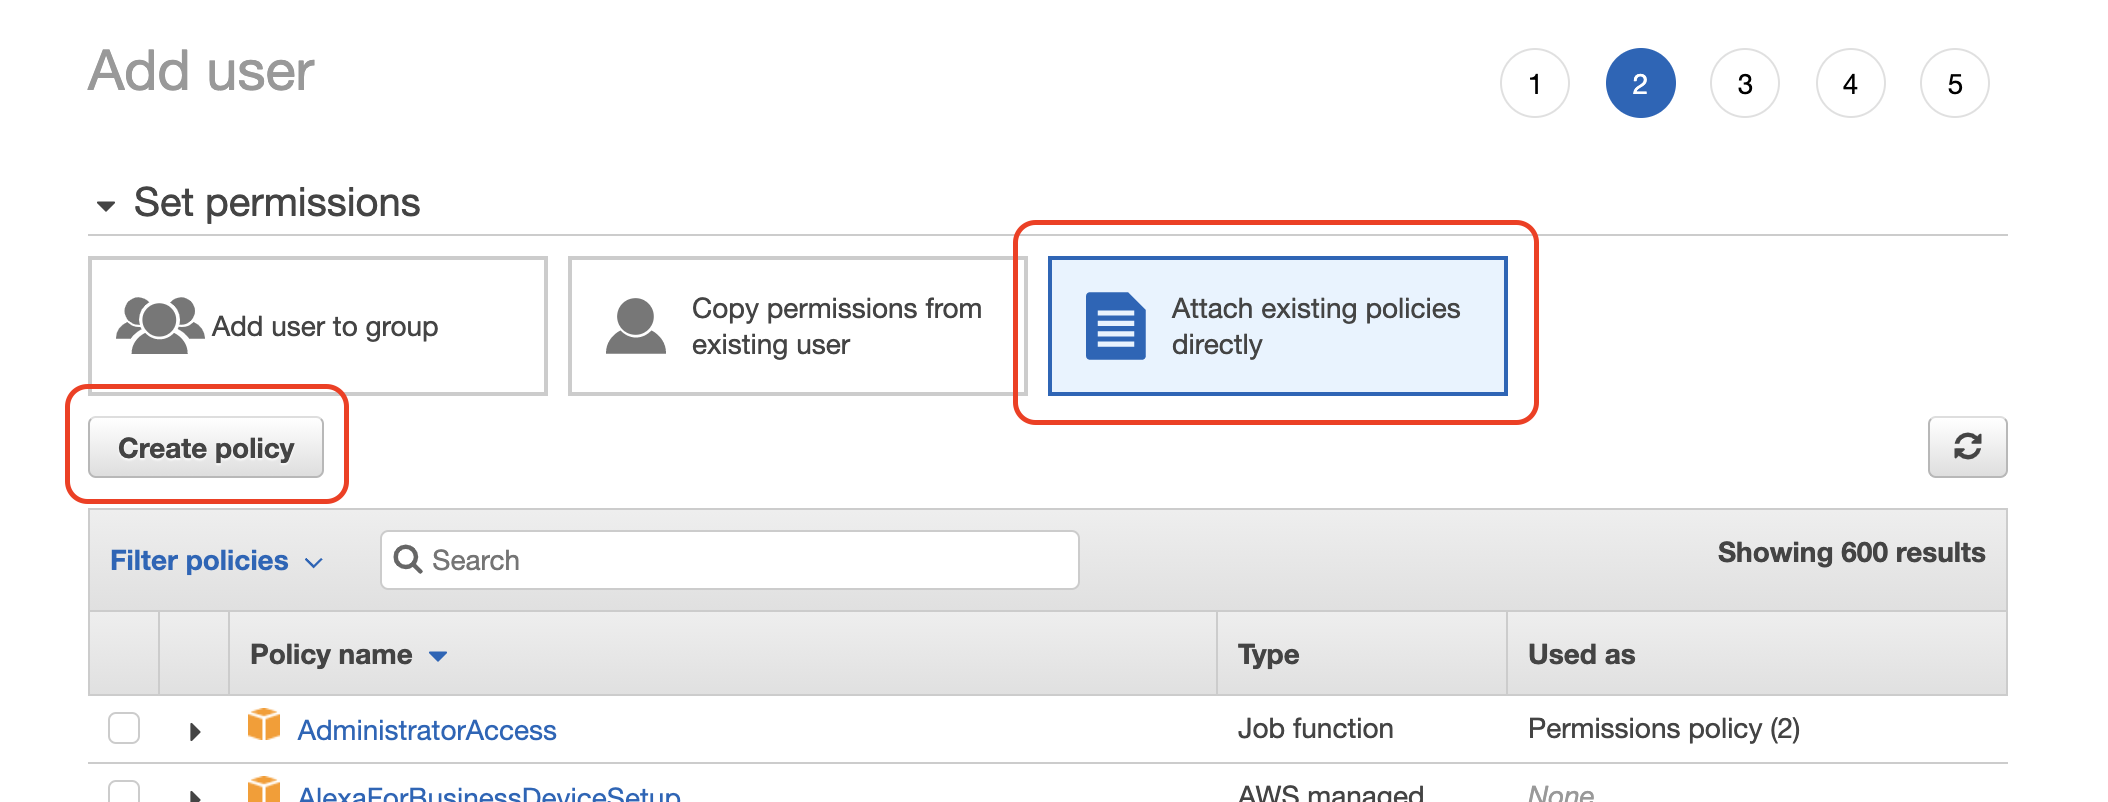 Add user
1 2 3 4 5
Set permissions
Add user to group
Copy permissions from
existing user
Attach existing policies
directly
Create policy
Filter policies
Search
Showing 600 results
Policy name Type Used as
AdministratorAccess Job function Permissions policy (2)
AlexaForBusinessDeviceSetup AWS managed None